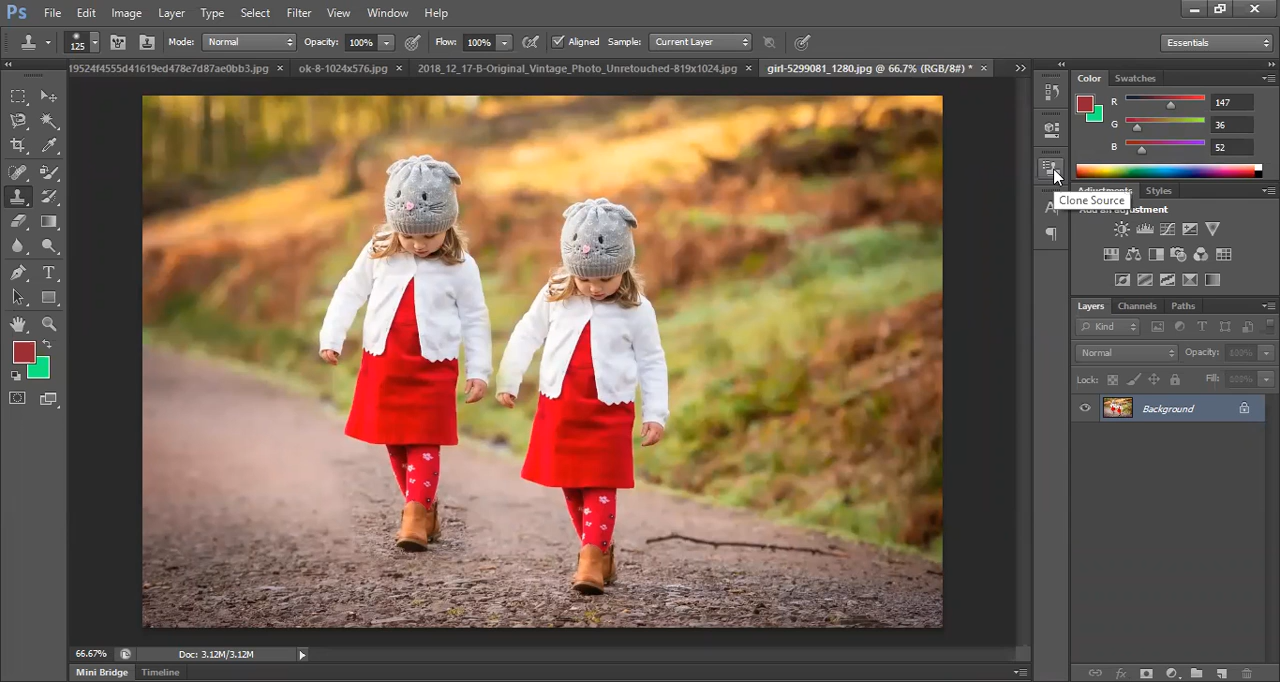 Ps File Edit Image Layer Type Select Filter View Window Help
125 Mode: Normal Opacity: 100% Flow: 100% Aligned Sample: Current Layer Essentials
19524f4555d41619ed478e7d87ae0bb3.jpg × ok-8-1024x576.jpg × 2018_12_17-B-Original_Vintage_Photo_Unretouched-819x1024.jpg × girl-5299081_1280.jpg @ 66.7% (RGB/8#) * ×
Color Swatches
R 147
G 36
B 52
Adjustments Styles
Clone Source
Add an adjustment
Layers Channels Paths
Kind
Normal Opacity: 100%
Lock: Fill: 100%
Background
66.67% Doc: 3.12M/3.12M
Mini Bridge Timeline